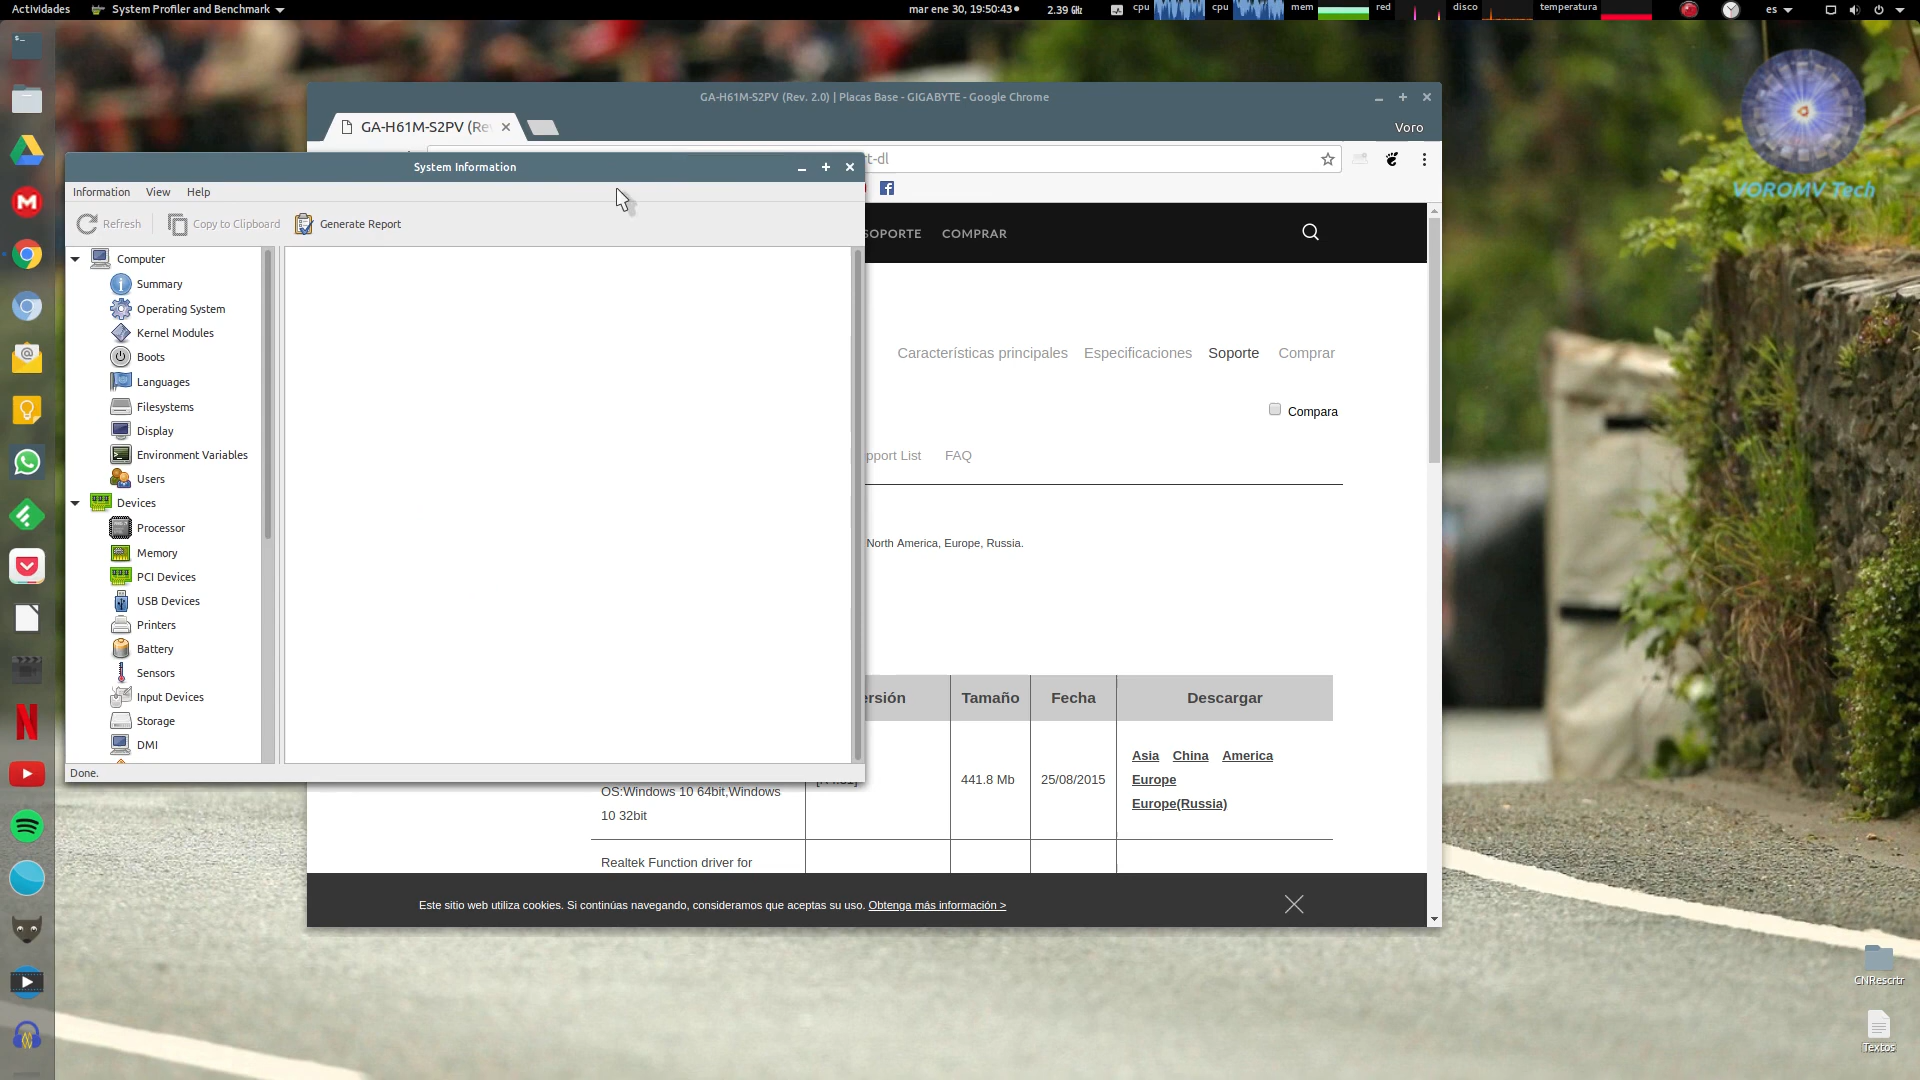 Actividades
System Profiler and Benchmark
mar ene 30, 19:50:43
2.39 GHz
cpu
cpu
mem
red
disco
temperatura
es
GA-H61M-S2PV (Rev. 2.0) | Placas Base - GIGABYTE - Google Chrome
GA-H61M-S2PV (Re
Voro
t-dl
System Information
Information View Help
Refresh
Copy to Clipboard
Generate Report
Computer
Summary
Operating System
Kernel Modules
Boots
Languages
Filesystems
Display
Environment Variables
Users
Devices
Processor
Memory
PCI Devices
USB Devices
Printers
Battery
Sensors
Input Devices
Storage
DMI
Done.
SOPORTE COMPRAR
Características principales Especificaciones Soporte Comprar
Compara
pport List FAQ
North America, Europe, Russia.
ersión Tamaño Fecha Descargar
441.8 Mb
25/08/2015
Asia China America
Europe
Europe(Russia)
OS:Windows 10 64bit,Windows
10 32bit
Realtek Function driver for
Este sitio web utiliza cookies. Si continúas navegando, consideramos que aceptas su uso. Obtenga más información >
VOROMV Tech
CNRescrtr
Textos